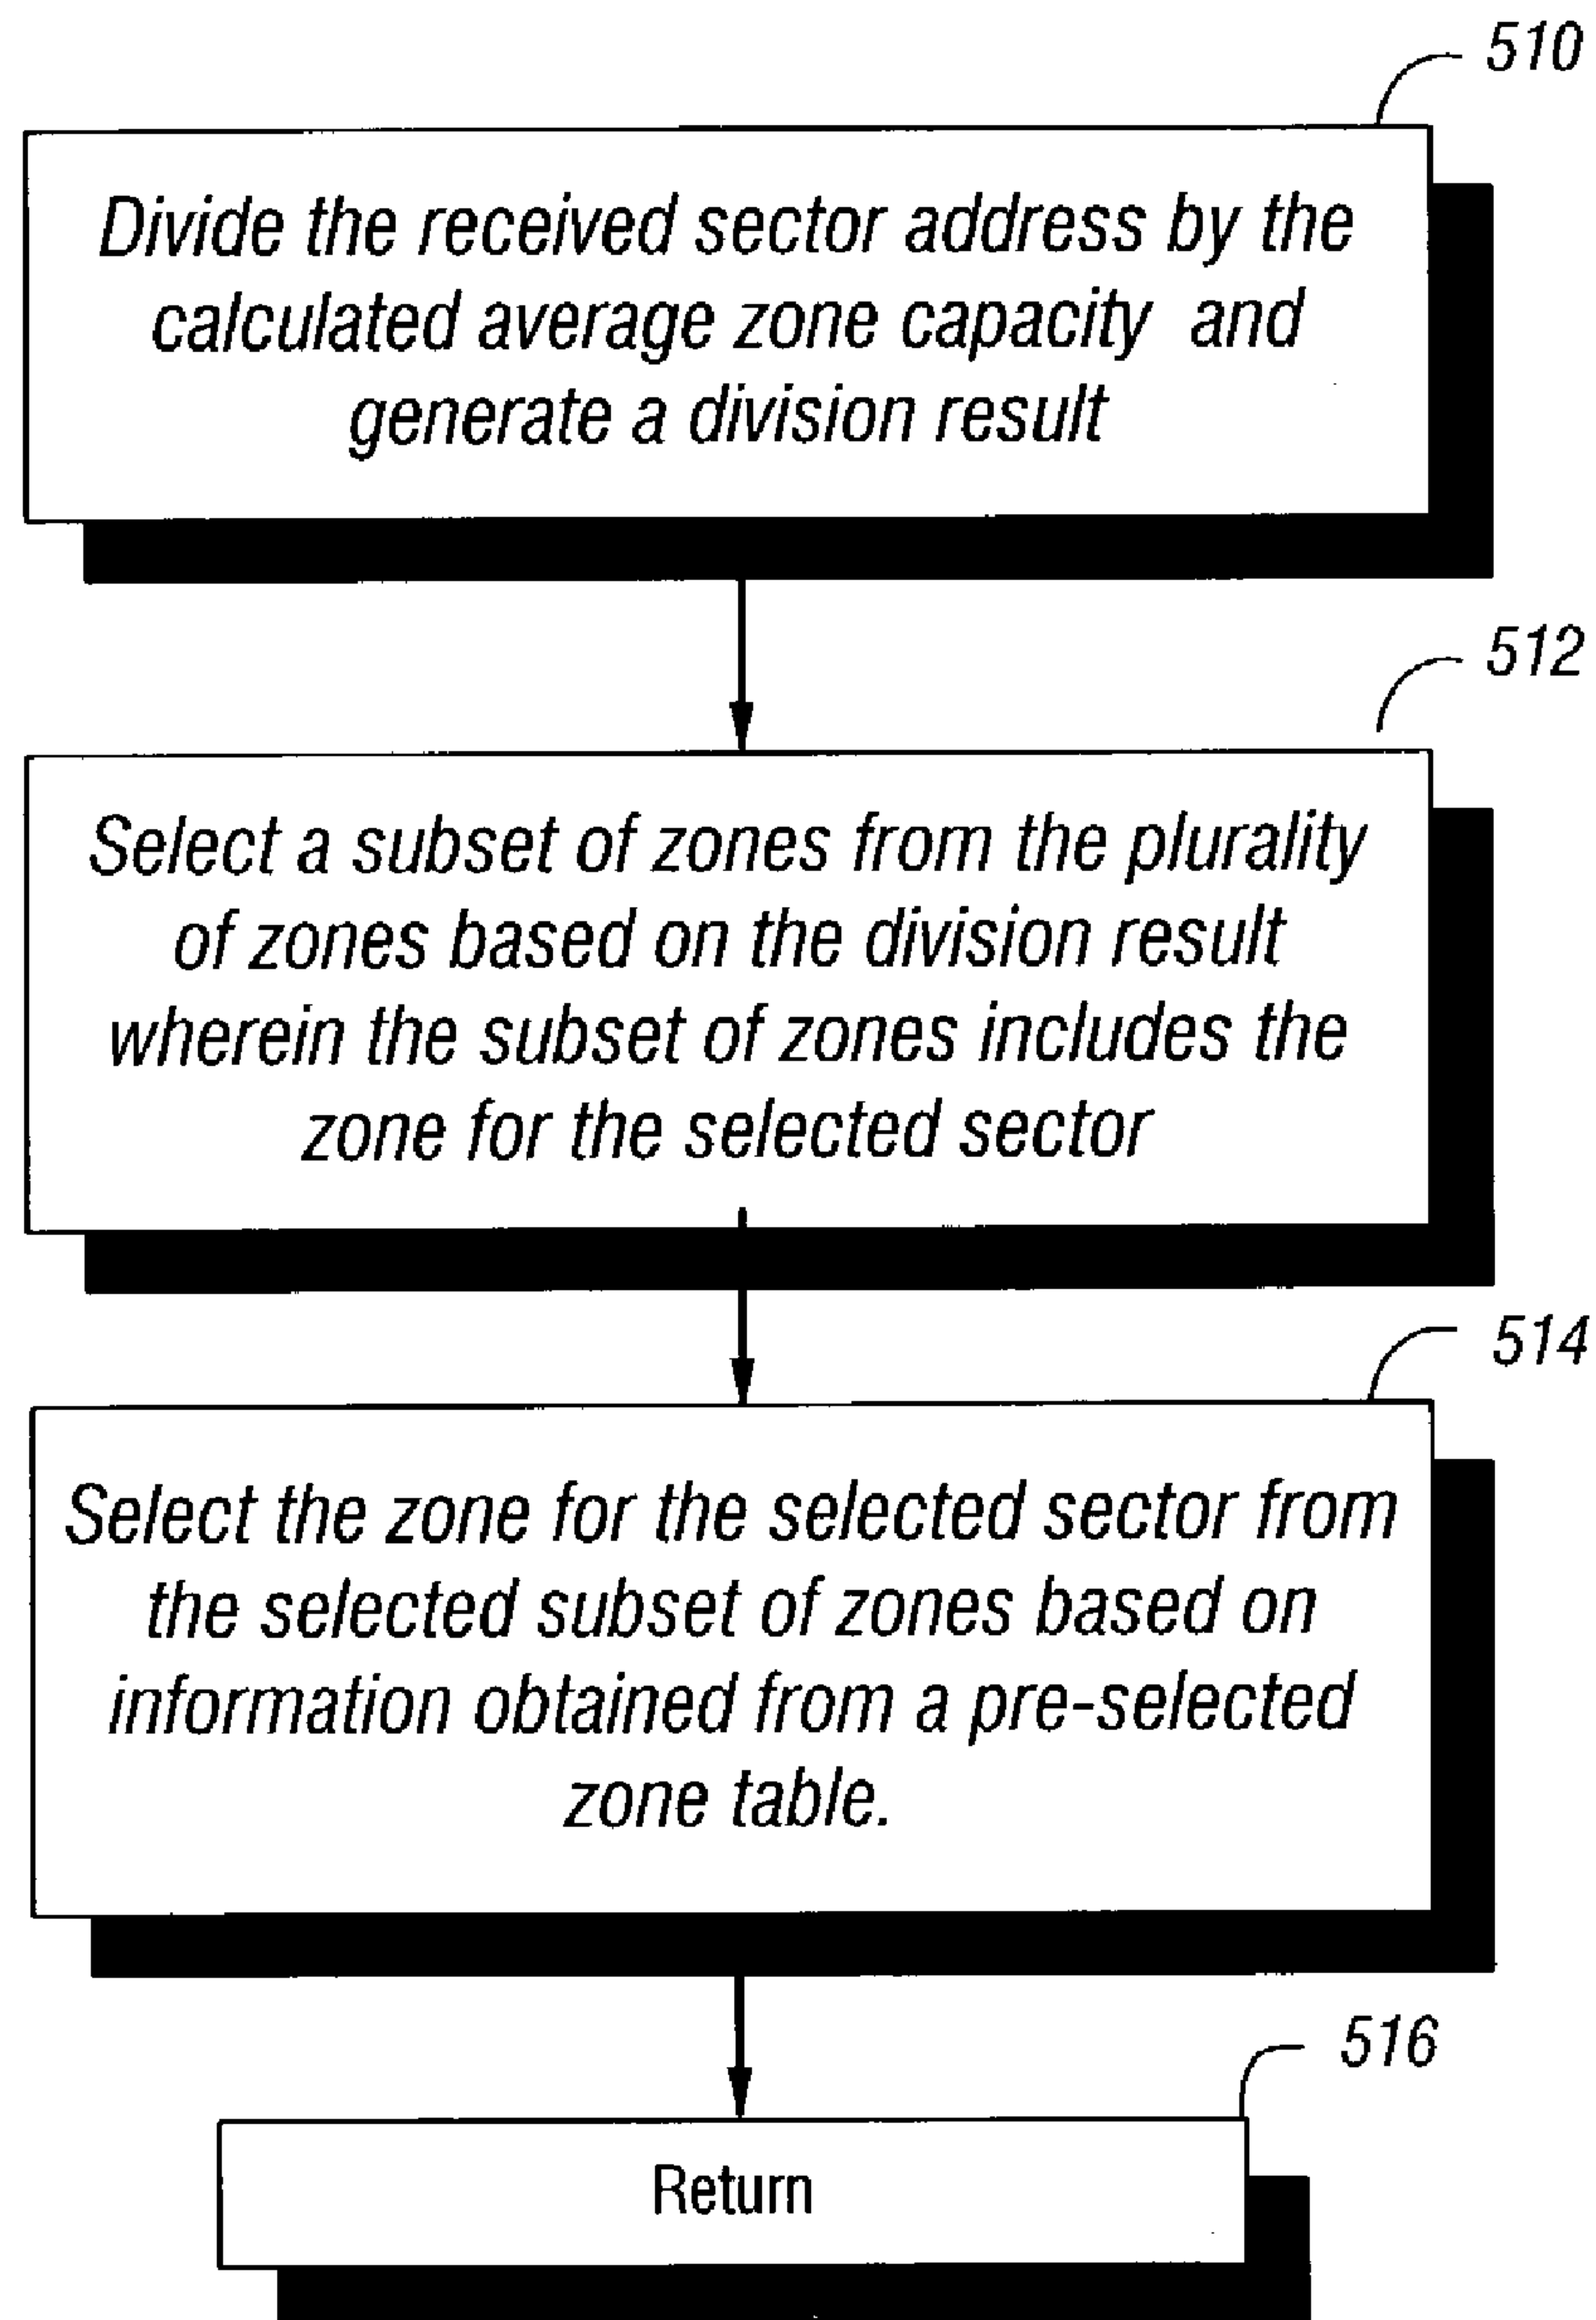 510
Divide the received sector address by the
calculated average zone capacity and
generate a division result
512
Select a subset of zones from the plurality
of zones based on the division result
wherein the subset of zones includes the
zone for the selected sector
514
Select the zone for the selected sector from
the selected subset of zones based on
information obtained from a pre-selected
zone table.
516
Return